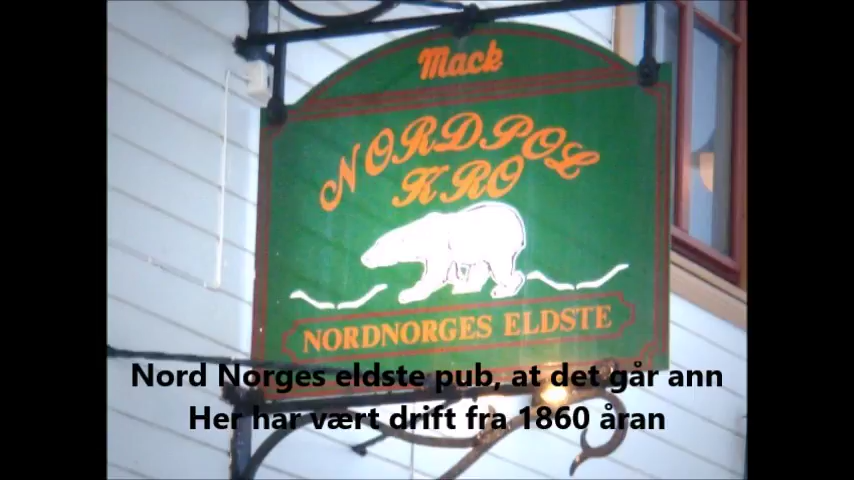 Mack
NORDPOL
KRO
NORDNORGES ELDSTE
Nord Norges eldste pub, at det går ann
Her har vært drift fra 1860 åran